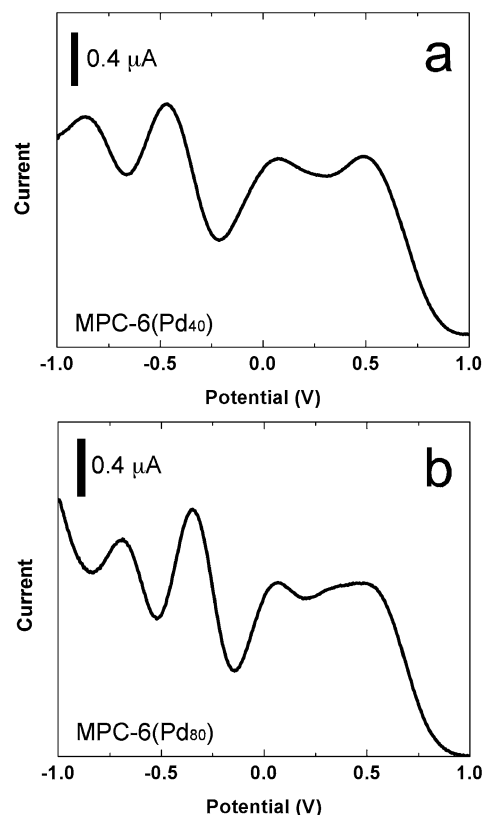 0.4 μA
a
Current
MPC-6(Pd40)
-1.0 -0.5 0.0 0.5 1.0
Potential (V)
0.4 μA
b
Current
MPC-6(Pd80)
-1.0 -0.5 0.0 0.5 1.0
Potential (V)